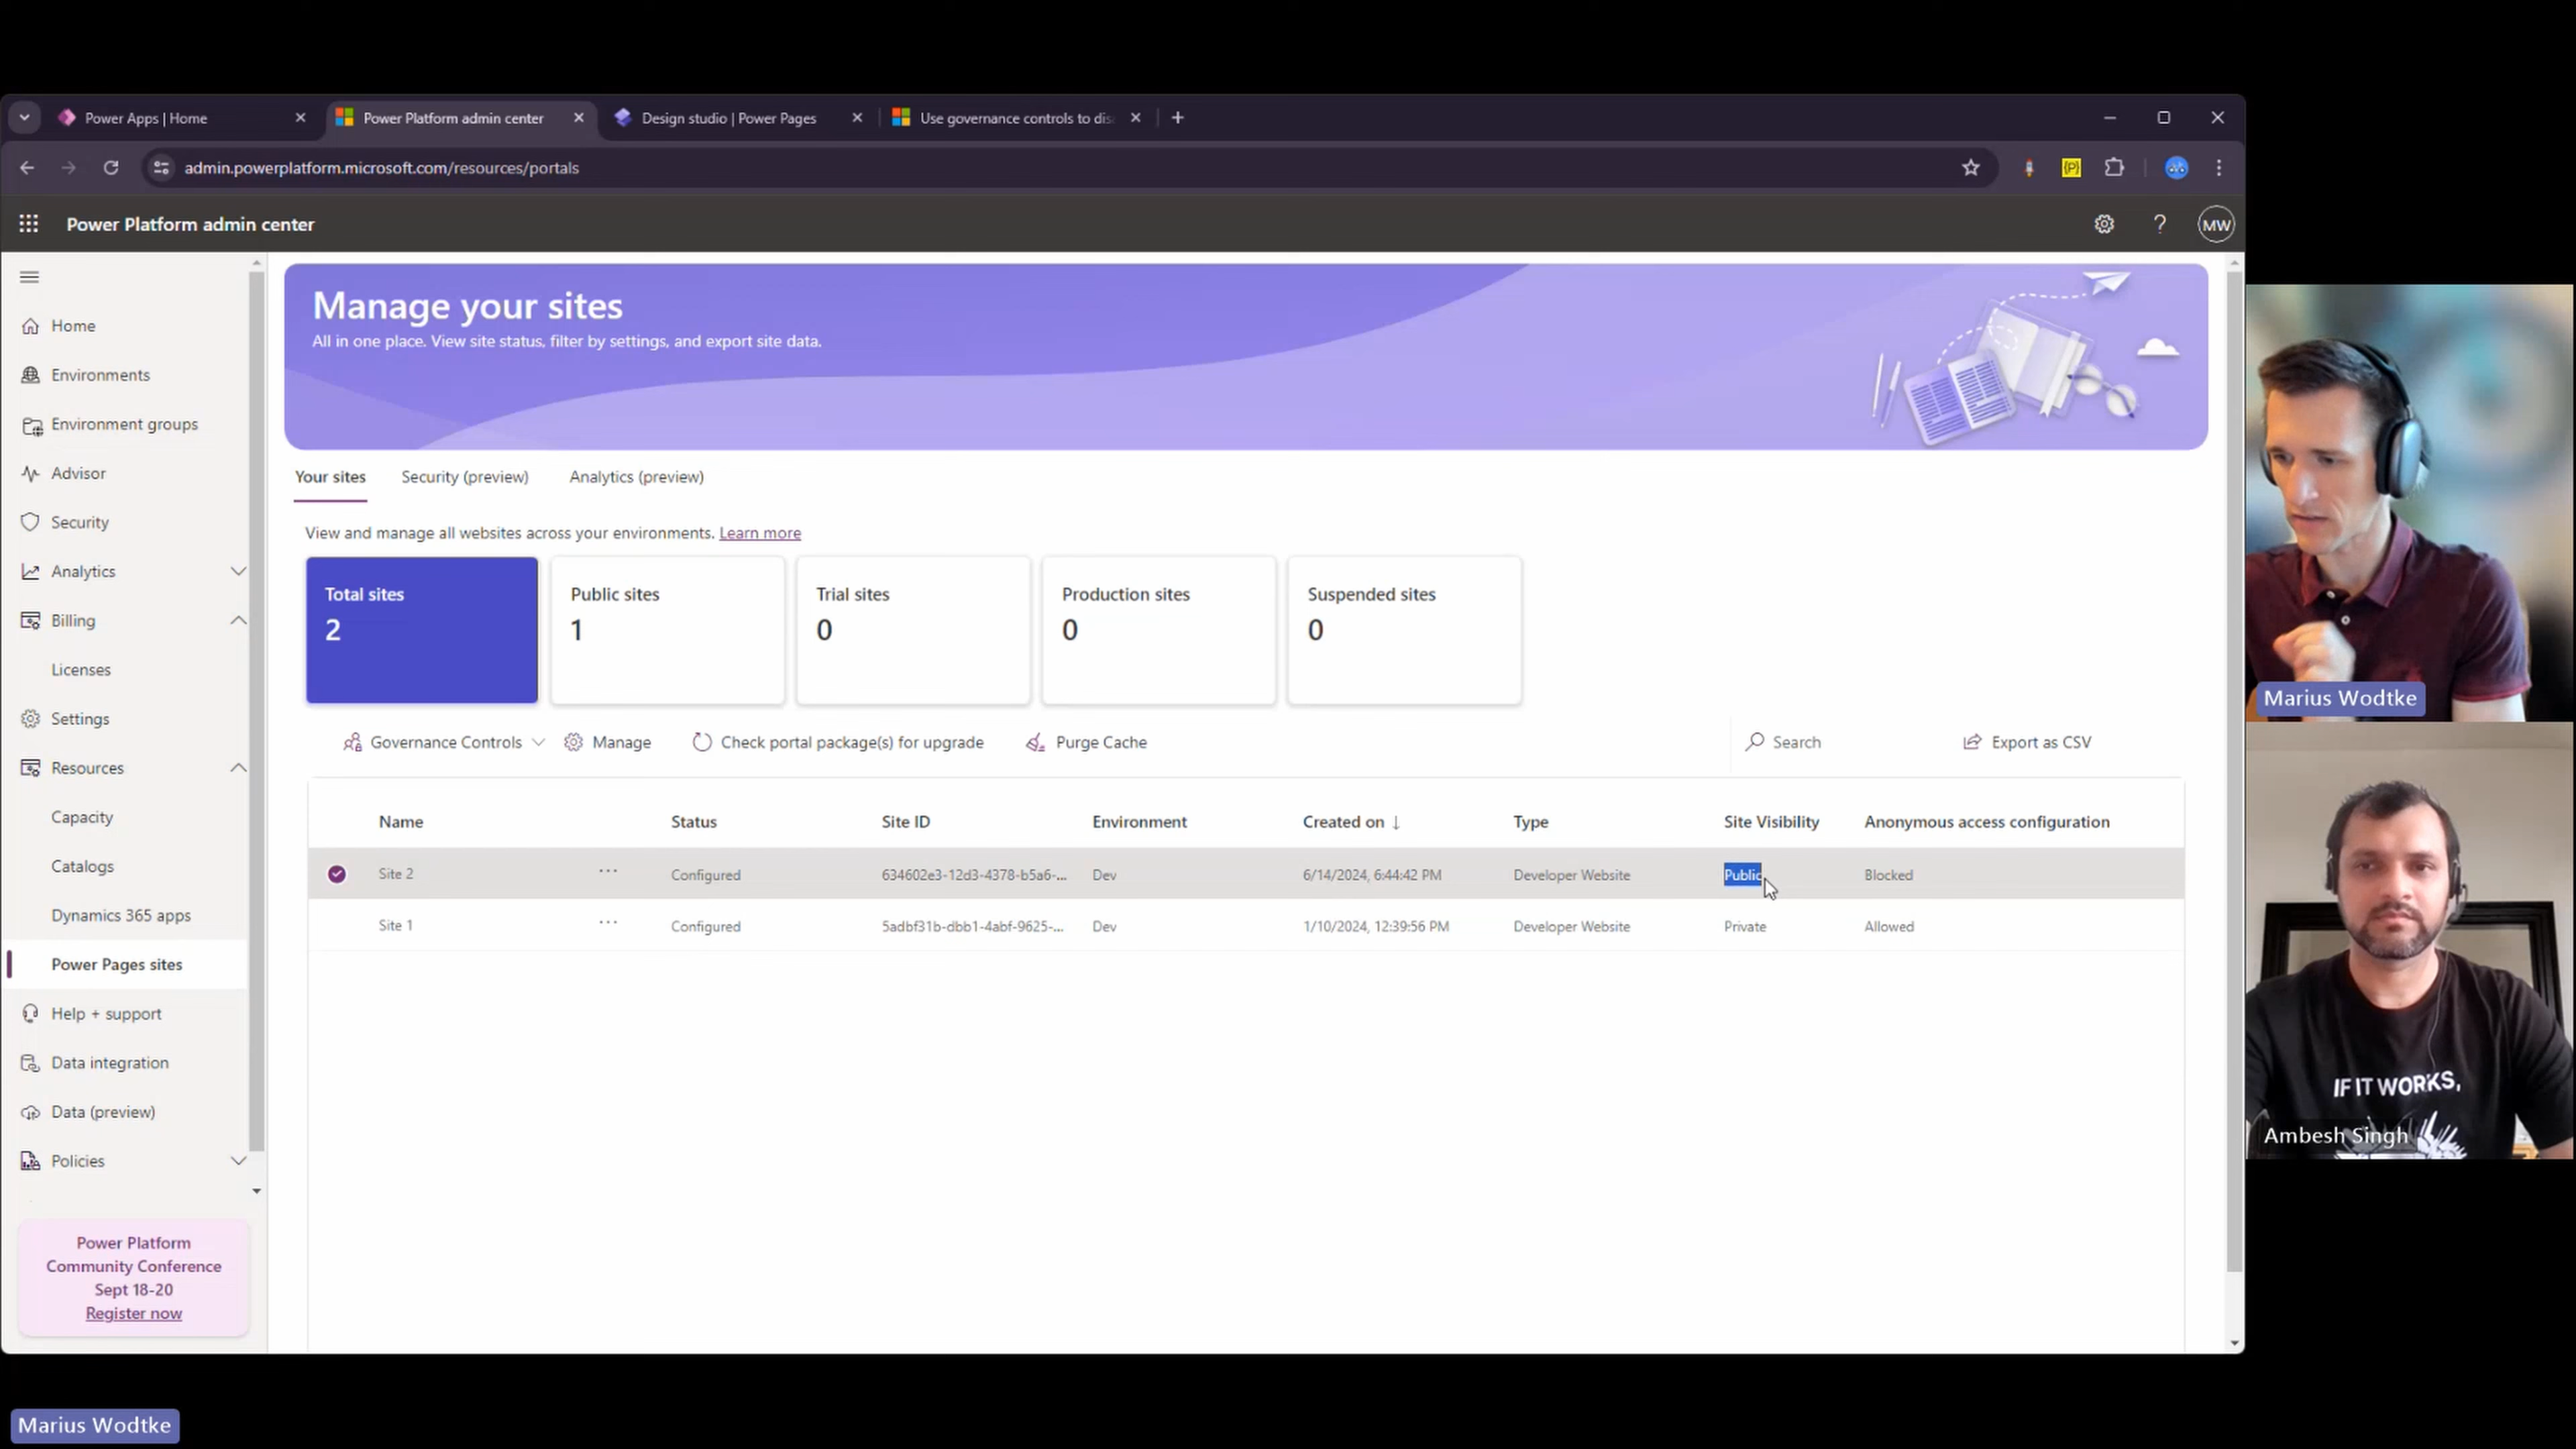 Power Apps | Home
Power Platform admin center
Design studio | Power Pages
Use governance controls to dis
admin.powerplatform.microsoft.com/resources/portals
Power Platform admin center
MW
Home
Environments
Environment groups
Advisor
Security
Analytics
Billing
Licenses
Settings
Resources
Capacity
Catalogs
Dynamics 365 apps
Power Pages sites
Help + support
Data integration
Data (preview)
Policies
Power Platform
Community Conference
Sept 18-20
Register now
Manage your sites
All in one place. View site status, filter by settings, and export site data.
Your sites Security (preview) Analytics (preview)
View and manage all websites across your environments. Learn more
Total sites Public sites Trial sites Production sites Suspended sites
2 1 0 0 0
Governance Controls Manage Check portal package(s) for upgrade Purge Cache Search Export as CSV
Name Status Site ID Environment Created on ↓ Type Site Visibility Anonymous access configuration
Site 2 ... Configured 634602e3-12d3-4378-b5a6-... Dev 6/14/2024, 6:44:42 PM Developer Website Public Blocked
Site 1 ... Configured 5adbf31b-dbb1-4abf-9625-... Dev 1/10/2024, 12:39:56 PM Developer Website Private Allowed
Marius Wodtke
IF IT WORKS,
Ambesh Singh
Marius Wodtke